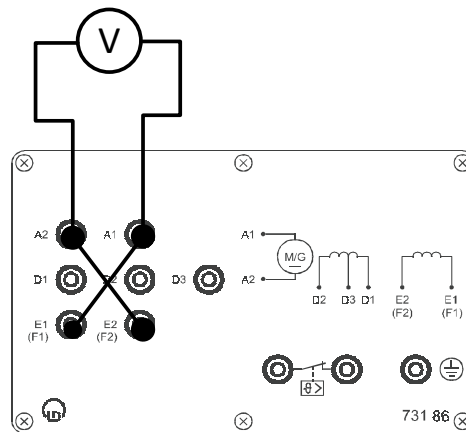 V
A2 A1 A1
M/G
D1 D2 D3 A2
D2 D3 D1 E2 E1
(F2) (F1)
E1 E2
(F1) (F2)
ϑ>
731 86